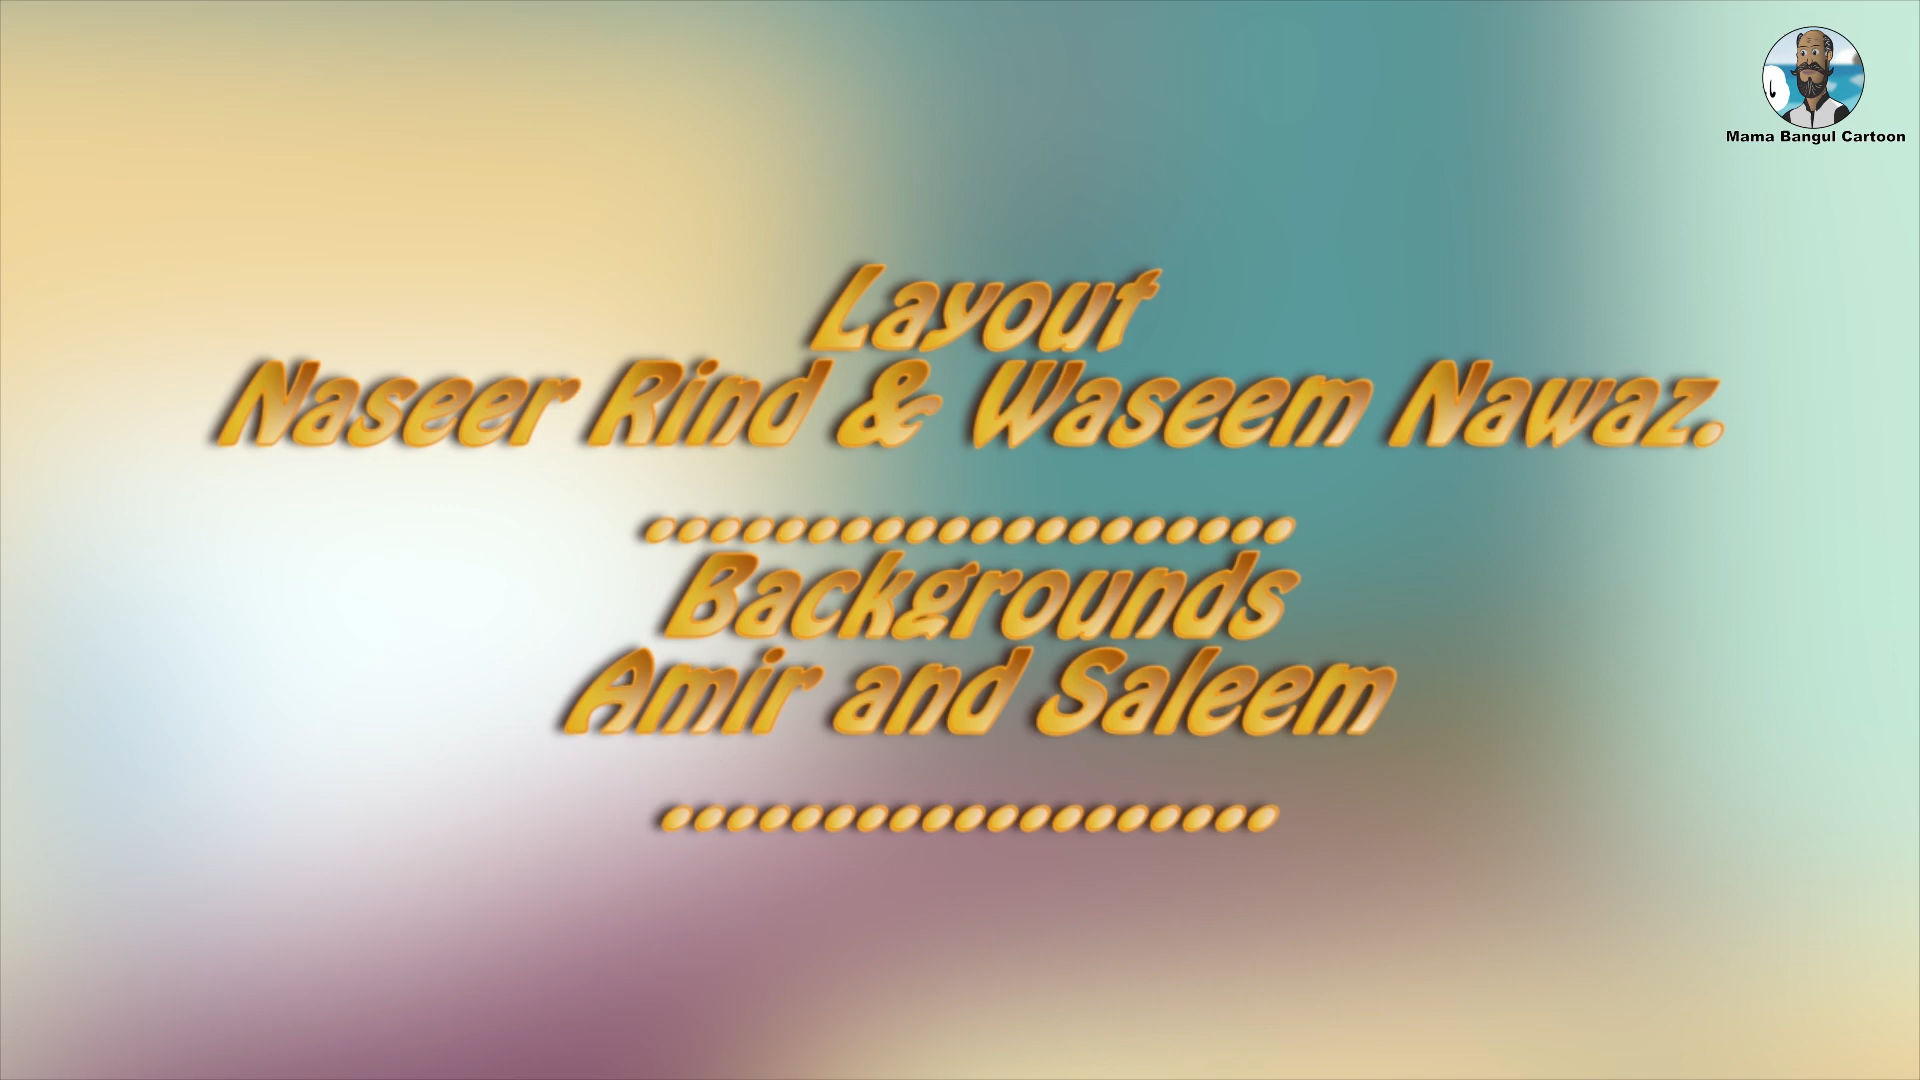 Mama Bangul Cartoon
Layout
Naseer Rind & Waseem Nawaz.
....................
Backgrounds
Amir and Saleem
...................